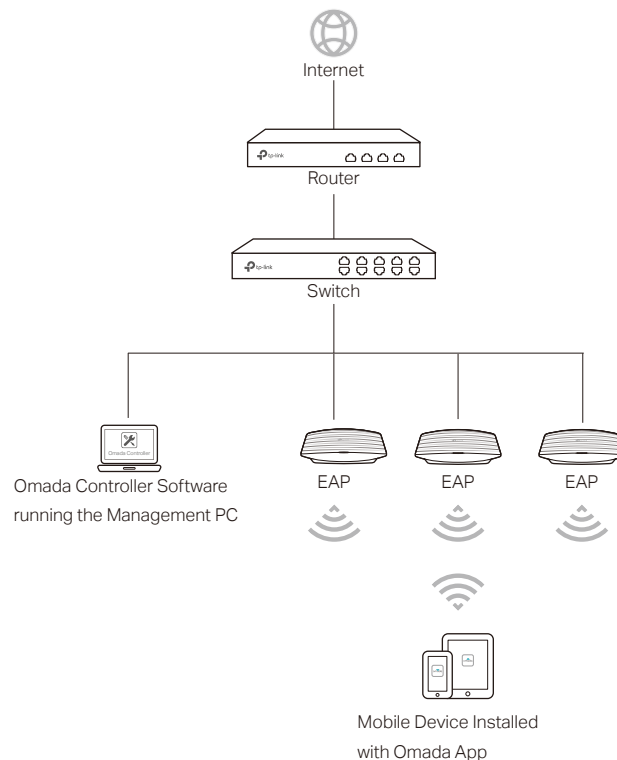 Internet
tp-link
Router
tp-link
Switch
Omada Controller
Omada Controller Software
running the Management PC
EAP
EAP
EAP
Mobile Device Installed
with Omada App